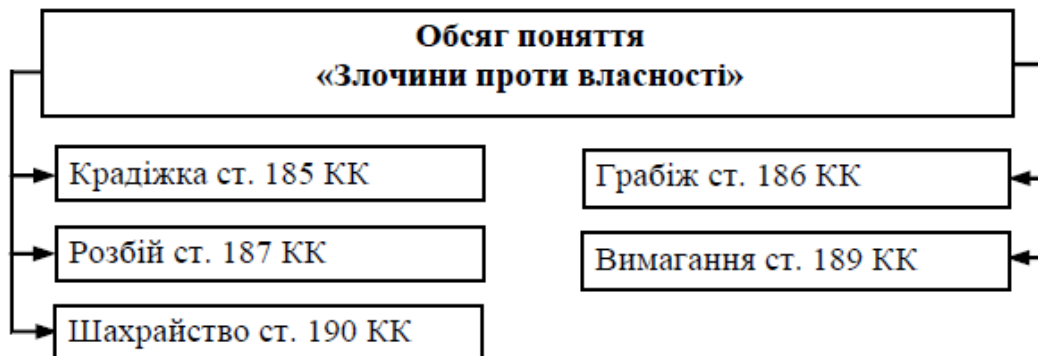 Обсяг поняття
«Злочини проти власності»
Крадіжка ст. 185 КК
Грабіж ст. 186 КК
Розбій ст. 187 КК
Вимагання ст. 189 КК
Шахрайство ст. 190 КК